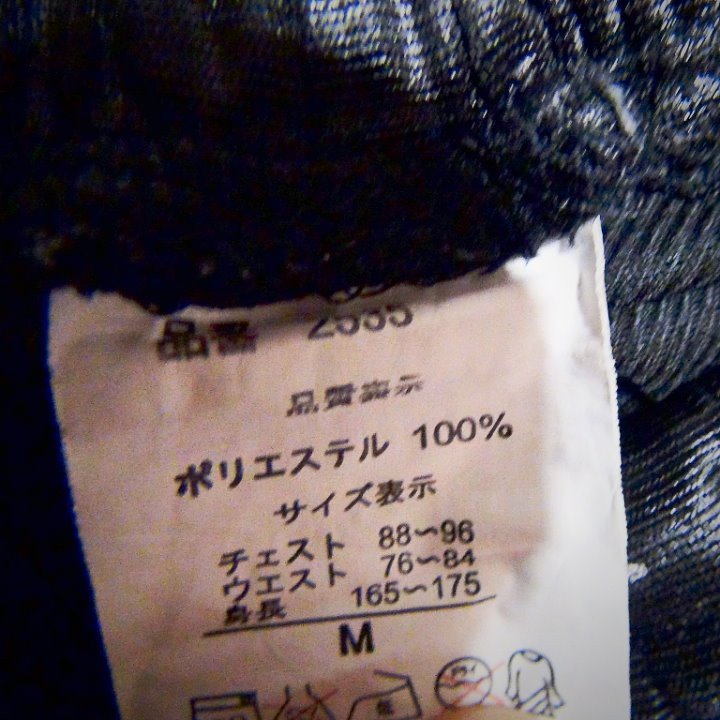 品番 2535
品質表示
ポリエステル 100%
サイズ表示
チェスト 88〜96
ウエスト 76〜84
身長 165〜175
M